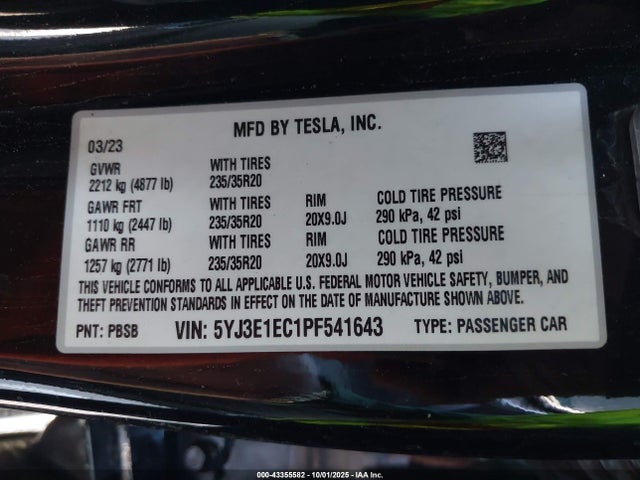 MFD BY TESLA, INC.
03/23
GVWR WITH TIRES
2212 kg (4877 lb) 235/35R20
GAWR FRT WITH TIRES RIM COLD TIRE PRESSURE
1110 kg (2447 lb) 235/35R20 20X9.0J 290 kPa, 42 psi
GAWR RR WITH TIRES RIM COLD TIRE PRESSURE
1257 kg (2771 lb) 235/35R20 20X9.0J 290 kPa, 42 psi
THIS VEHICLE CONFORMS TO ALL APPLICABLE U.S. FEDERAL MOTOR VEHICLE SAFETY, BUMPER, AND
THEFT PREVENTION STANDARDS IN EFFECT ON THE DATE OF MANUFACTURE SHOWN ABOVE.
PNT: PBSB VIN: 5YJ3E1EC1PF541643 TYPE: PASSENGER CAR
000-43355582 - 10/01/2025 - IAA Inc.